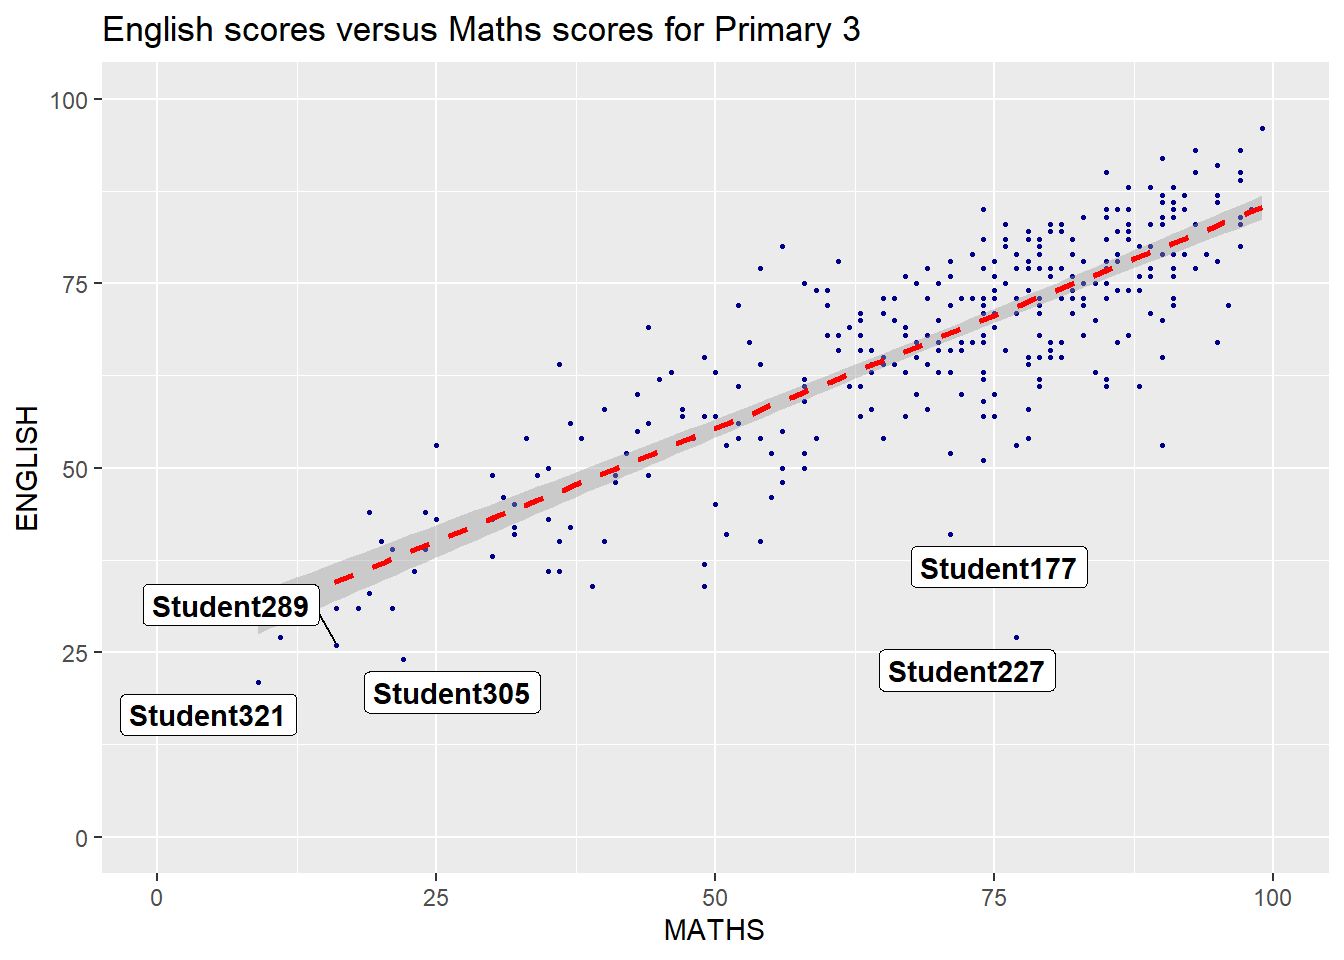 English scores versus Maths scores for Primary 3
100
75
50
25
0
ENGLISH
Student177
Student289
Student227
Student305
Student321
0
25
50
75
100
MATHS